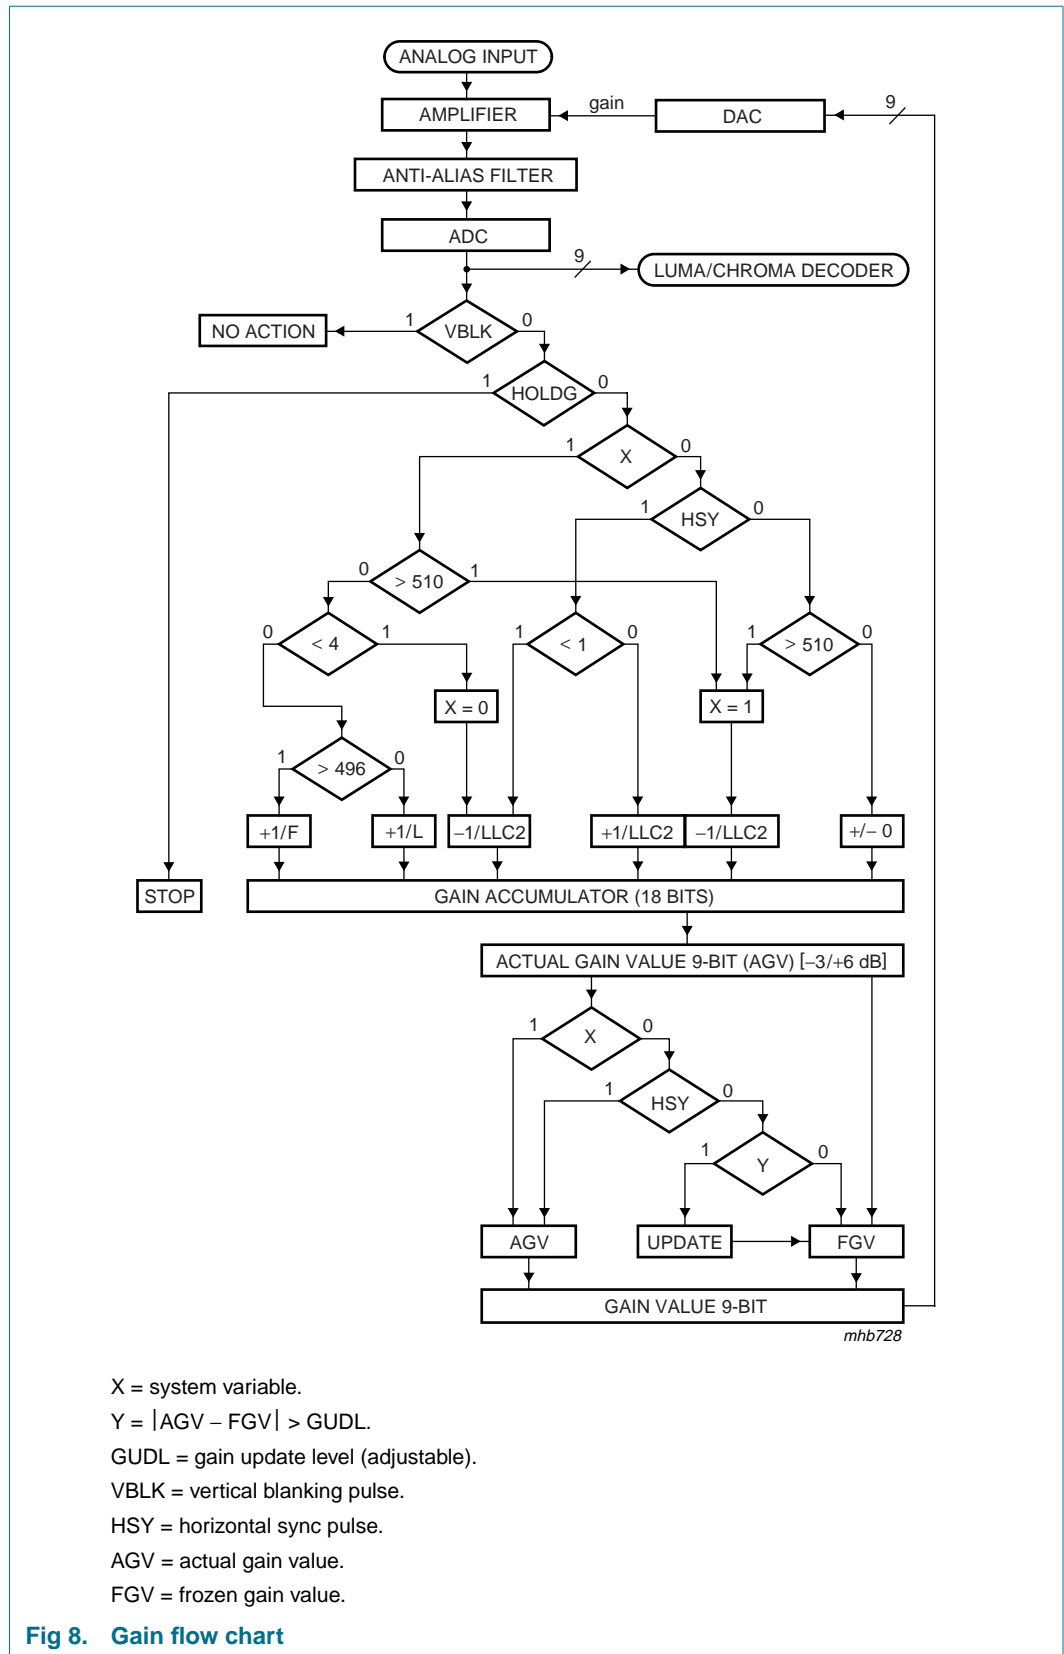 ANALOG INPUT
AMPLIFIER
gain
DAC
9
ANTI-ALIAS FILTER
ADC
9
LUMA/CHROMA DECODER
NO ACTION
1
VBLK
0
1
HOLDG
0
1
X
0
1
HSY
0
0
> 510
1
0
< 4
1
1
< 1
0
1
> 510
0
X = 0
X = 1
1
> 496
0
+1/F
+1/L
−1/LLC2
+1/LLC2
−1/LLC2
+/− 0
STOP
GAIN ACCUMULATOR (18 BITS)
ACTUAL GAIN VALUE 9-BIT (AGV) [−3/+6 dB]
1
X
0
1
HSY
0
1
Y
0
AGV
UPDATE
FGV
GAIN VALUE 9-BIT
mhb728
X = system variable.
Y = |AGV − FGV| > GUDL.
GUDL = gain update level (adjustable).
VBLK = vertical blanking pulse.
HSY = horizontal sync pulse.
AGV = actual gain value.
FGV = frozen gain value.
Fig 8. Gain flow chart